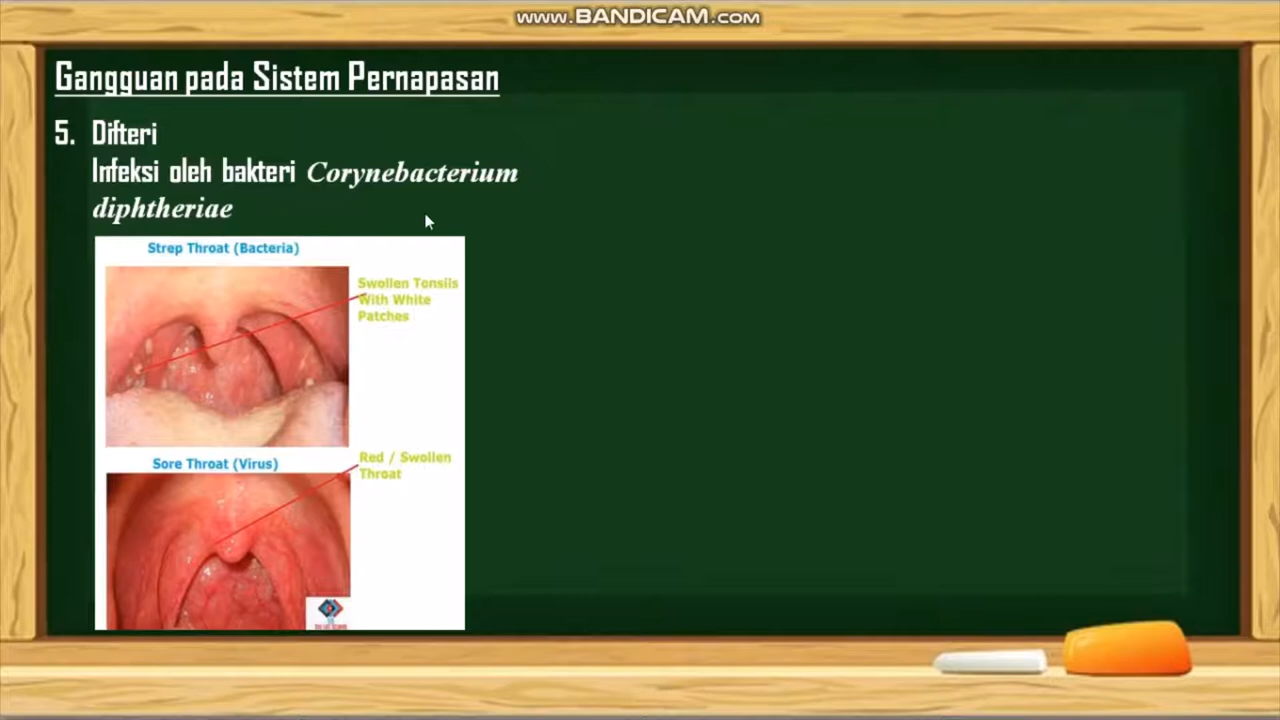 www.BANDICAM.com
Gangguan pada Sistem Pernapasan
5. Difteri
Infeksi oleh bakteri Corynebacterium
diphtheriae
Strep Throat (Bacteria)
Swollen Tonsils
With White
Patches
Sore Throat (Virus)
Red / Swollen
Throat